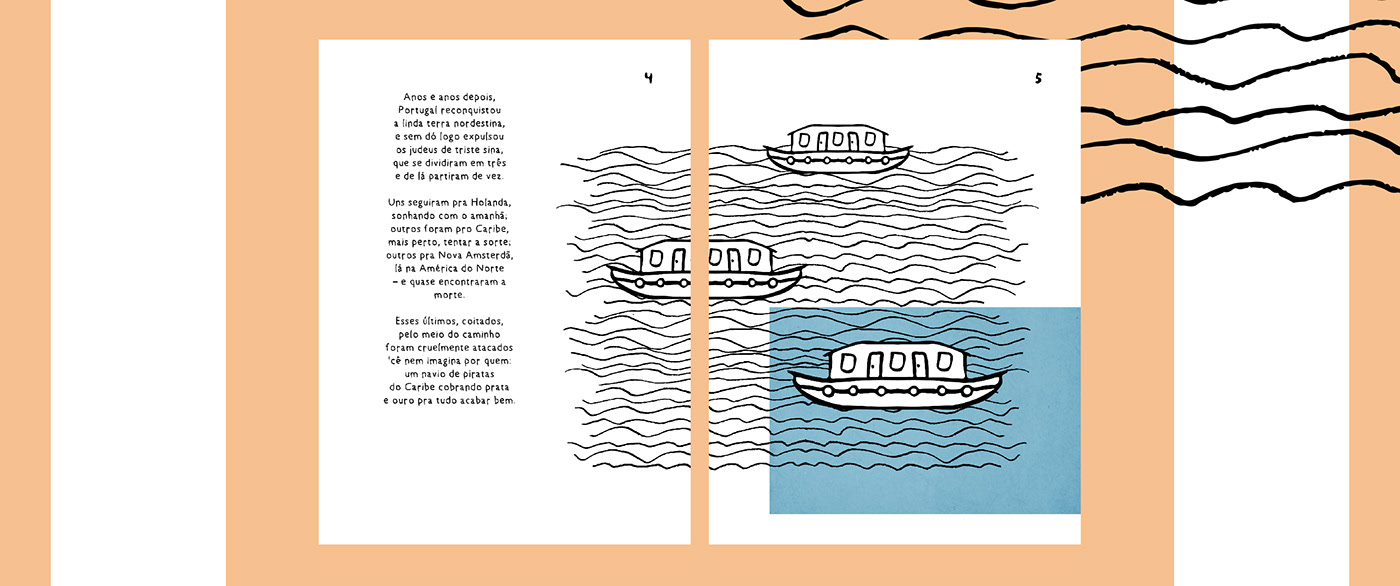 4
Anos e anos depois,
Portugal reconquistou
a linda terra nordestina,
e sem dó logo expulsou
os judeus de triste sina,
que se dividiram em três
e de lá partiram de vez.
Uns seguiram pra Holanda,
sonhando com o amanhã;
outros foram pro Caribe,
mais perto, tentar a sorte;
outros pra Nova Amsterdã,
lá na América do Norte
– e quase encontraram a
morte.
Esses últimos, coitados,
pelo meio do caminho
foram cruelmente atacados
'cê nem imagina por quem:
um navio de piratas
do Caribe cobrando prata
e ouro pra tudo acabar bem.
5